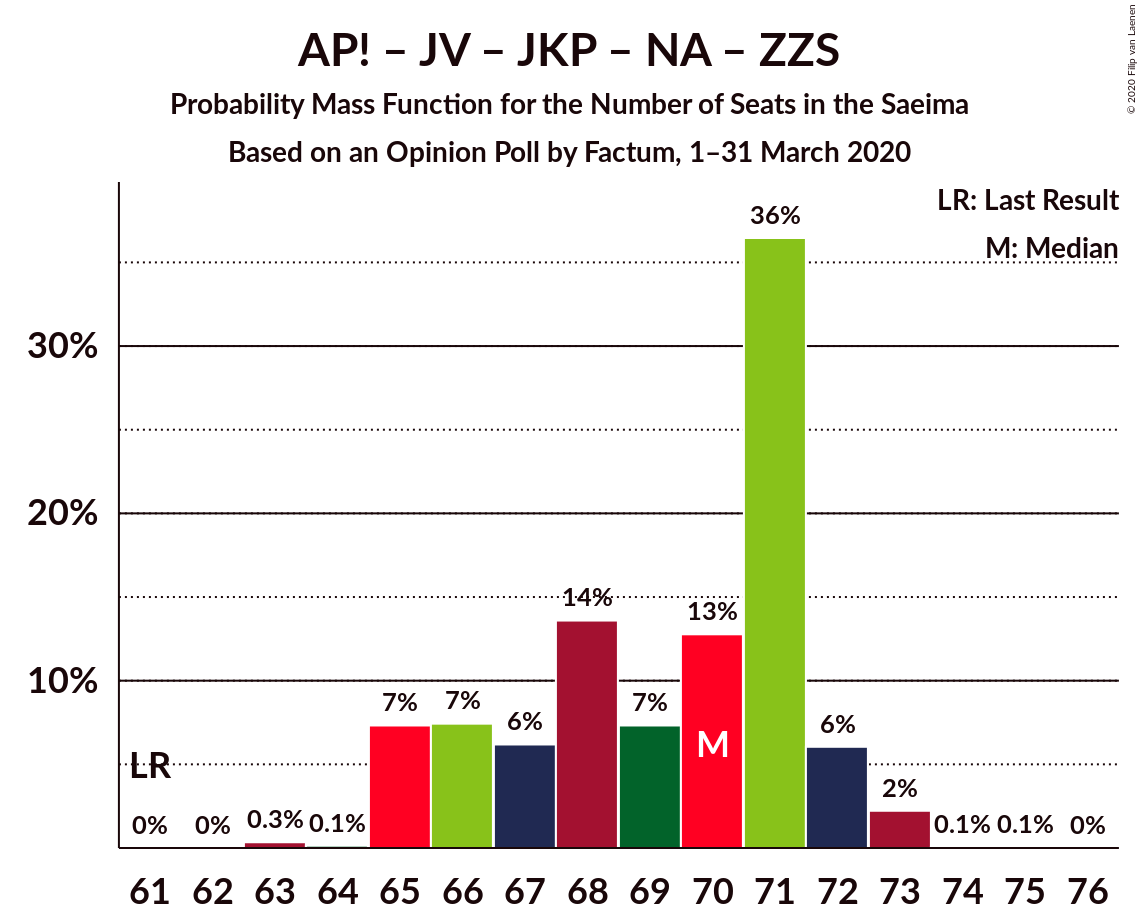 AP! – JV – JKP – NA – ZZS
Probability Mass Function for the Number of Seats in the Saeima
Based on an Opinion Poll by Factum, 1–31 March 2020
© 2020 Filip van Laenen
LR: Last Result
M: Median
36%
30%
20%
14%
13%
10%
7%
7%
6%
7%
M
6%
LR
2%
0%
0%
0.3%
0.1%
0.1%
0.1%
0%
61 62 63 64 65 66 67 68 69 70 71 72 73 74 75 76